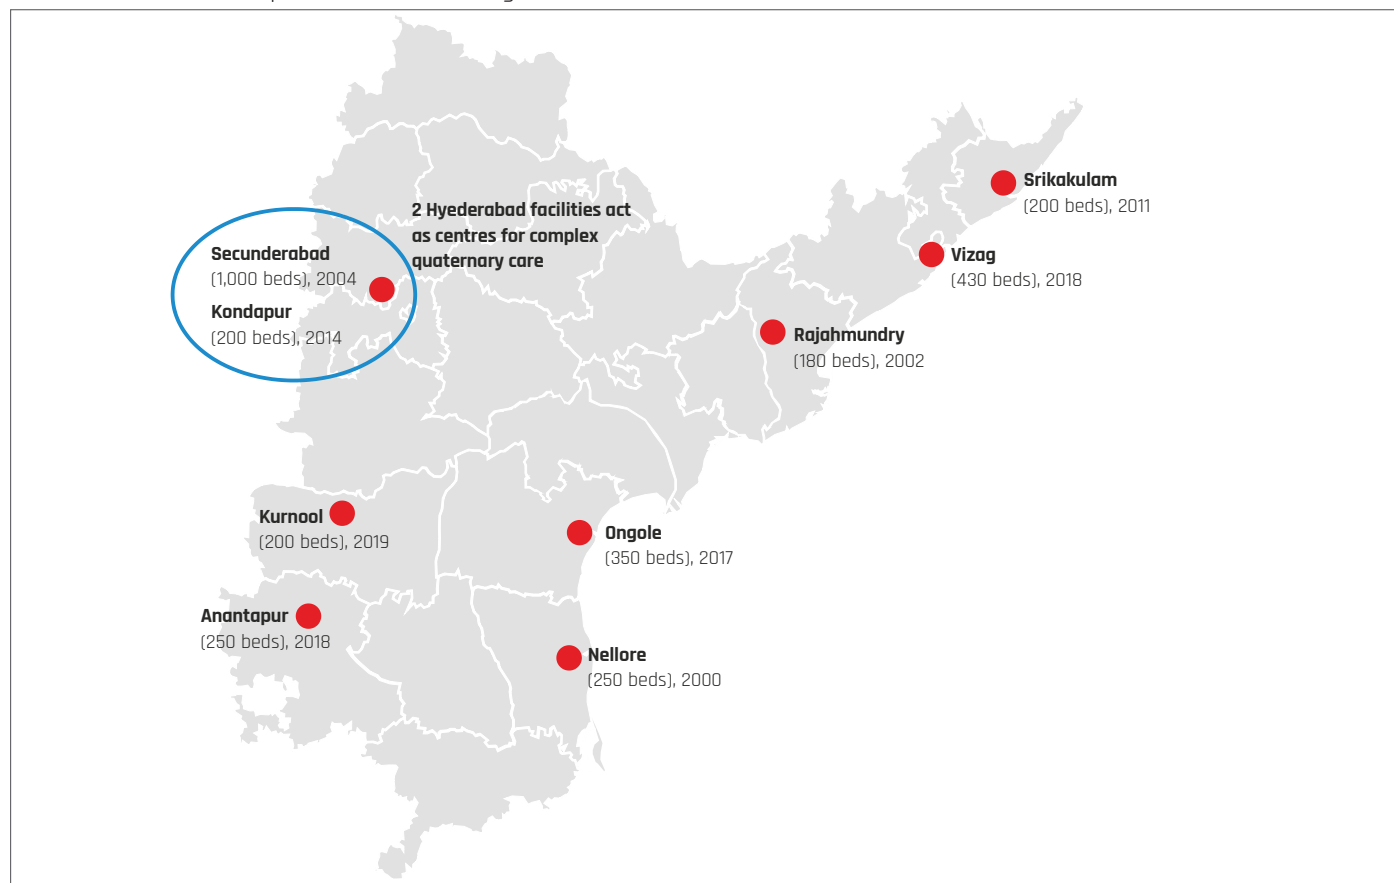 2 Hyederabad facilities act
as centres for complex
quaternary care
Secunderabad
(1,000 beds), 2004
Kondapur
(200 beds), 2014
Srikakulam
(200 beds), 2011
Vizag
(430 beds), 2018
Rajahmundry
(180 beds), 2002
Kurnool
(200 beds), 2019
Ongole
(350 beds), 2017
Anantapur
(250 beds), 2018
Nellore
(250 beds), 2000